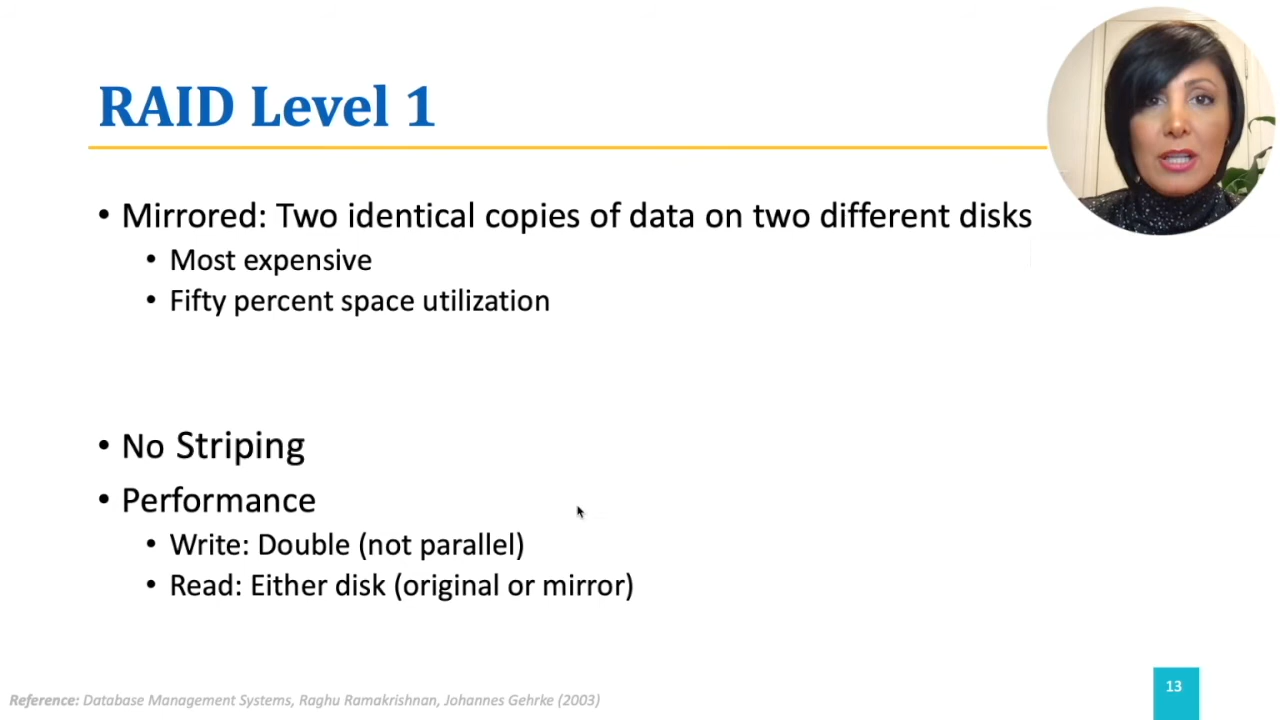 RAID Level 1
• Mirrored: Two identical copies of data on two different disks
• Most expensive
• Fifty percent space utilization
• No Striping
• Performance
• Write: Double (not parallel)
• Read: Either disk (original or mirror)
Reference: Database Management Systems, Raghu Ramakrishnan, Johannes Gehrke (2003)
13